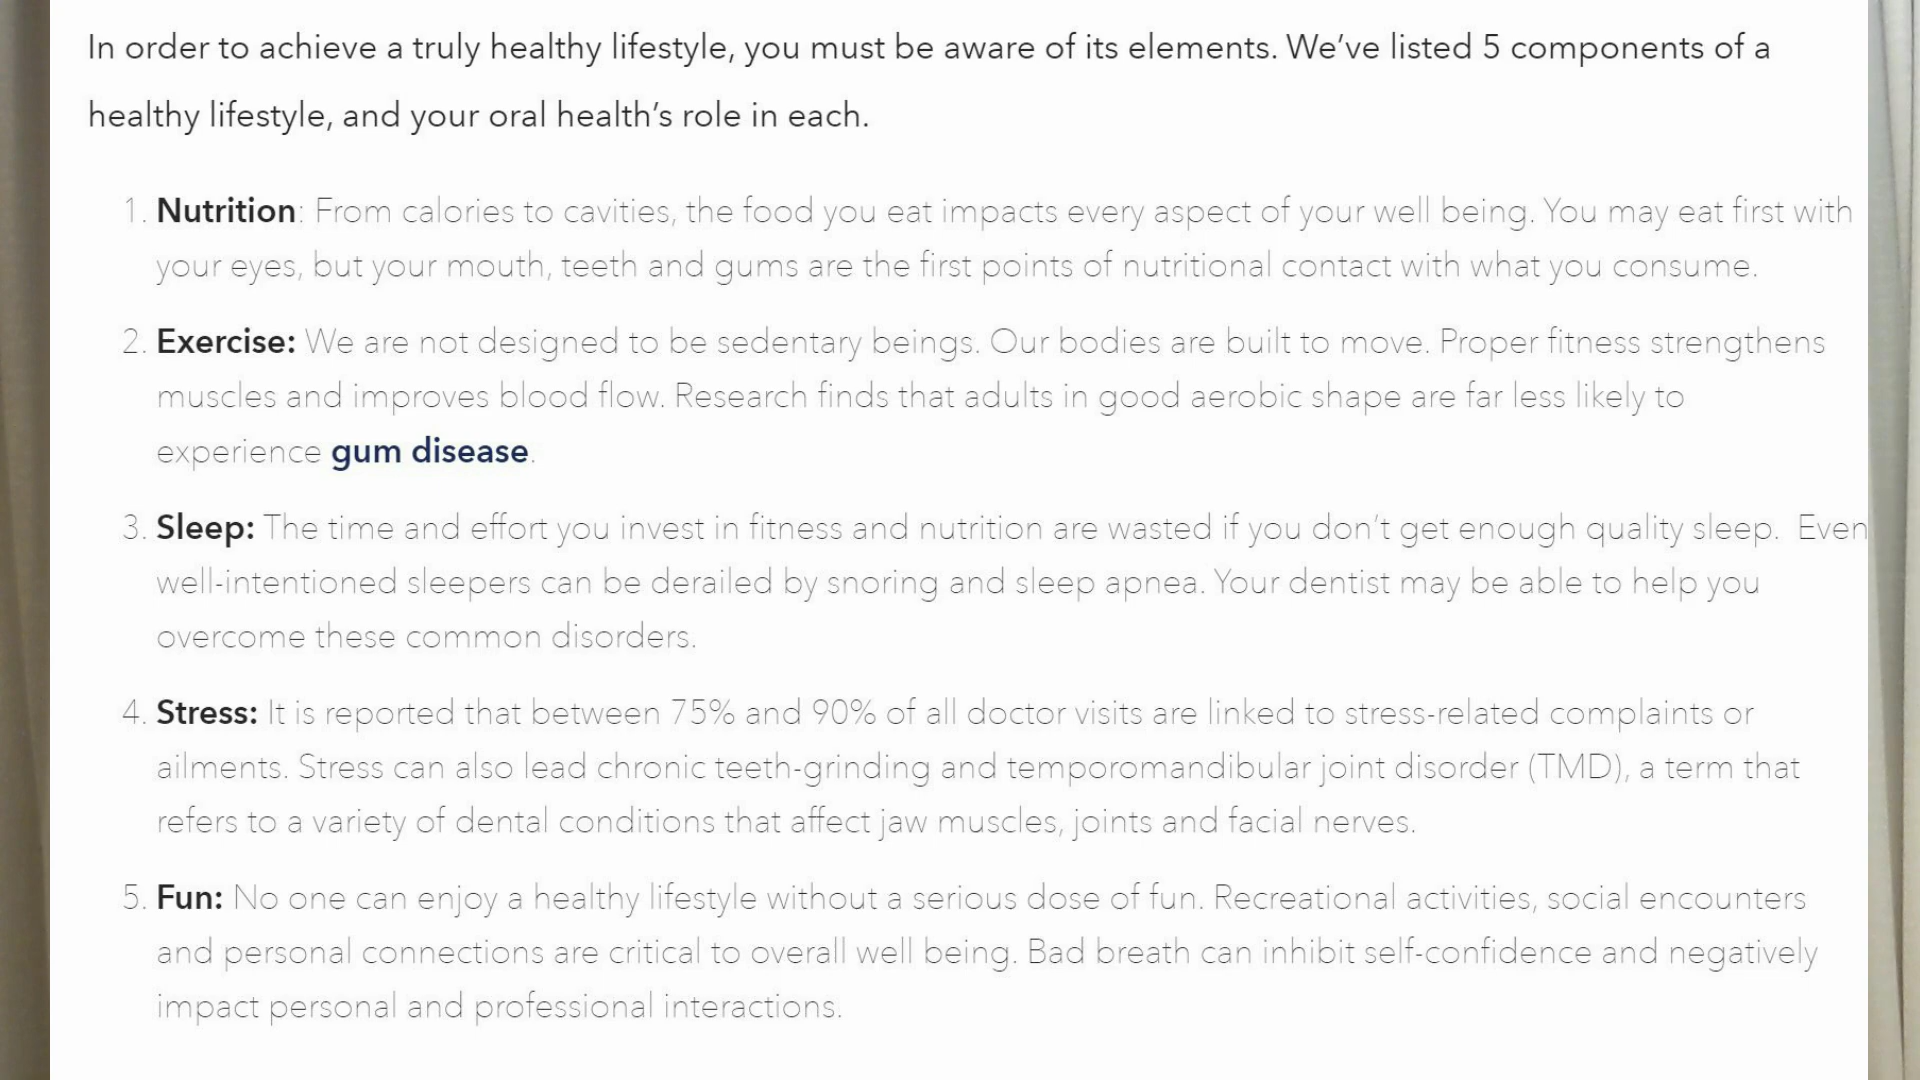 In order to achieve a truly healthy lifestyle, you must be aware of its elements. We’ve listed 5 components of a
healthy lifestyle, and your oral health’s role in each.
1. Nutrition: From calories to cavities, the food you eat impacts every aspect of your well being. You may eat first with
your eyes, but your mouth, teeth and gums are the first points of nutritional contact with what you consume.
2. Exercise: We are not designed to be sedentary beings. Our bodies are built to move. Proper fitness strengthens
muscles and improves blood flow. Research finds that adults in good aerobic shape are far less likely to
experience gum disease.
3. Sleep: The time and effort you invest in fitness and nutrition are wasted if you don’t get enough quality sleep.  Even
well-intentioned sleepers can be derailed by snoring and sleep apnea. Your dentist may be able to help you
overcome these common disorders.
4. Stress: It is reported that between 75% and 90% of all doctor visits are linked to stress-related complaints or
ailments. Stress can also lead chronic teeth-grinding and temporomandibular joint disorder (TMD), a term that
refers to a variety of dental conditions that affect jaw muscles, joints and facial nerves.
5. Fun: No one can enjoy a healthy lifestyle without a serious dose of fun. Recreational activities, social encounters
and personal connections are critical to overall well being. Bad breath can inhibit self-confidence and negatively
impact personal and professional interactions.